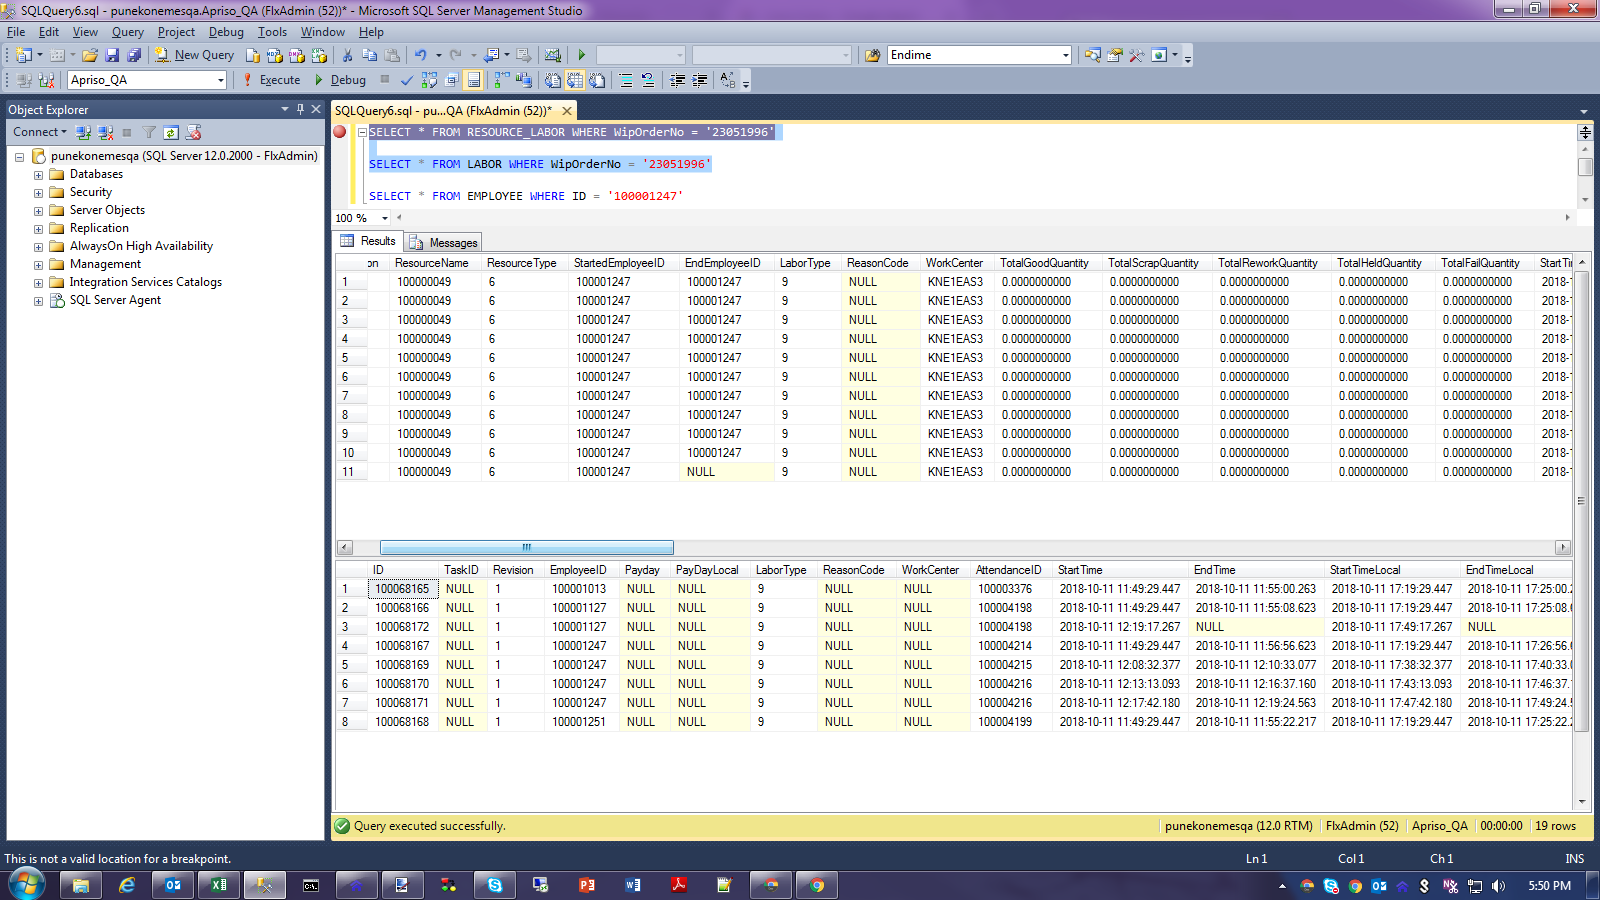 SQLQuery6.sql - punekonemesqa.Apriso_QA (FlxAdmin (52))* - Microsoft SQL Server Management Studio
File Edit View Query Project Debug Tools Window Help
New Query Endime
Apriso_QA Execute Debug
Object Explorer
Connect
punekonemesqa (SQL Server 12.0.2000 - FlxAdmin)
Databases
Security
Server Objects
Replication
AlwaysOn High Availability
Management
Integration Services Catalogs
SQL Server Agent
SQLQuery6.sql - pu...QA (FlxAdmin (52))*
SELECT * FROM RESOURCE_LABOR WHERE WipOrderNo = '23051996'
SELECT * FROM LABOR WHERE WipOrderNo = '23051996'
SELECT * FROM EMPLOYEE WHERE ID = '100001247'
100 %
Results Messages
on ResourceName ResourceType StartedEmployeeID EndEmployeeID LaborType ReasonCode WorkCenter TotalGoodQuantity TotalScrapQuantity TotalReworkQuantity TotalHeldQuantity TotalFailQuantity StartTi
1 100000049 6 100001247 100001247 9 NULL KNE1EAS3 0.0000000000 0.0000000000 0.0000000000 0.0000000000 0.0000000000 2018-1
2 100000049 6 100001247 100001247 9 NULL KNE1EAS3 0.0000000000 0.0000000000 0.0000000000 0.0000000000 0.0000000000 2018-1
3 100000049 6 100001247 100001247 9 NULL KNE1EAS3 0.0000000000 0.0000000000 0.0000000000 0.0000000000 0.0000000000 2018-1
4 100000049 6 100001247 100001247 9 NULL KNE1EAS3 0.0000000000 0.0000000000 0.0000000000 0.0000000000 0.0000000000 2018-1
5 100000049 6 100001247 100001247 9 NULL KNE1EAS3 0.0000000000 0.0000000000 0.0000000000 0.0000000000 0.0000000000 2018-1
6 100000049 6 100001247 100001247 9 NULL KNE1EAS3 0.0000000000 0.0000000000 0.0000000000 0.0000000000 0.0000000000 2018-1
7 100000049 6 100001247 100001247 9 NULL KNE1EAS3 0.0000000000 0.0000000000 0.0000000000 0.0000000000 0.0000000000 2018-1
8 100000049 6 100001247 100001247 9 NULL KNE1EAS3 0.0000000000 0.0000000000 0.0000000000 0.0000000000 0.0000000000 2018-1
9 100000049 6 100001247 100001247 9 NULL KNE1EAS3 0.0000000000 0.0000000000 0.0000000000 0.0000000000 0.0000000000 2018-1
10 100000049 6 100001247 100001247 9 NULL KNE1EAS3 0.0000000000 0.0000000000 0.0000000000 0.0000000000 0.0000000000 2018-1
11 100000049 6 100001247 NULL 9 NULL KNE1EAS3 0.0000000000 0.0000000000 0.0000000000 0.0000000000 0.0000000000 2018-1
ID TaskID Revision EmployeeID Payday PayDayLocal LaborType ReasonCode WorkCenter AttendanceID StartTime EndTime StartTimeLocal EndTimeLocal
1 100068165 NULL 1 100001013 NULL NULL 9 NULL NULL 100003376 2018-10-11 11:49:29.447 2018-10-11 11:55:00.263 2018-10-11 17:19:29.447 2018-10-11 17:25:00.2
2 100068166 NULL 1 100001127 NULL NULL 9 NULL NULL 100004198 2018-10-11 11:49:29.447 2018-10-11 11:55:08.623 2018-10-11 17:19:29.447 2018-10-11 17:25:08.6
3 100068172 NULL 1 100001127 NULL NULL 9 NULL NULL 100004198 2018-10-11 12:19:17.267 NULL 2018-10-11 17:49:17.267 NULL
4 100068167 NULL 1 100001247 NULL NULL 9 NULL NULL 100004214 2018-10-11 11:49:29.447 2018-10-11 11:56:56.623 2018-10-11 17:19:29.447 2018-10-11 17:26:56.6
5 100068169 NULL 1 100001247 NULL NULL 9 NULL NULL 100004215 2018-10-11 12:08:32.377 2018-10-11 12:10:33.077 2018-10-11 17:38:32.377 2018-10-11 17:40:33.0
6 100068170 NULL 1 100001247 NULL NULL 9 NULL NULL 100004216 2018-10-11 12:13:13.093 2018-10-11 12:16:37.160 2018-10-11 17:43:13.093 2018-10-11 17:46:37.1
7 100068171 NULL 1 100001247 NULL NULL 9 NULL NULL 100004216 2018-10-11 12:17:42.180 2018-10-11 12:19:24.563 2018-10-11 17:47:42.180 2018-10-11 17:49:24.5
8 100068168 NULL 1 100001251 NULL NULL 9 NULL NULL 100004199 2018-10-11 11:49:29.447 2018-10-11 11:55:22.217 2018-10-11 17:19:29.447 2018-10-11 17:25:22.2
Query executed successfully. punekonemesqa (12.0 RTM) FlxAdmin (52) Apriso_QA 00:00:00 19 rows
This is not a valid location for a breakpoint. Ln 1 Col 1 Ch 1 INS
5:50 PM